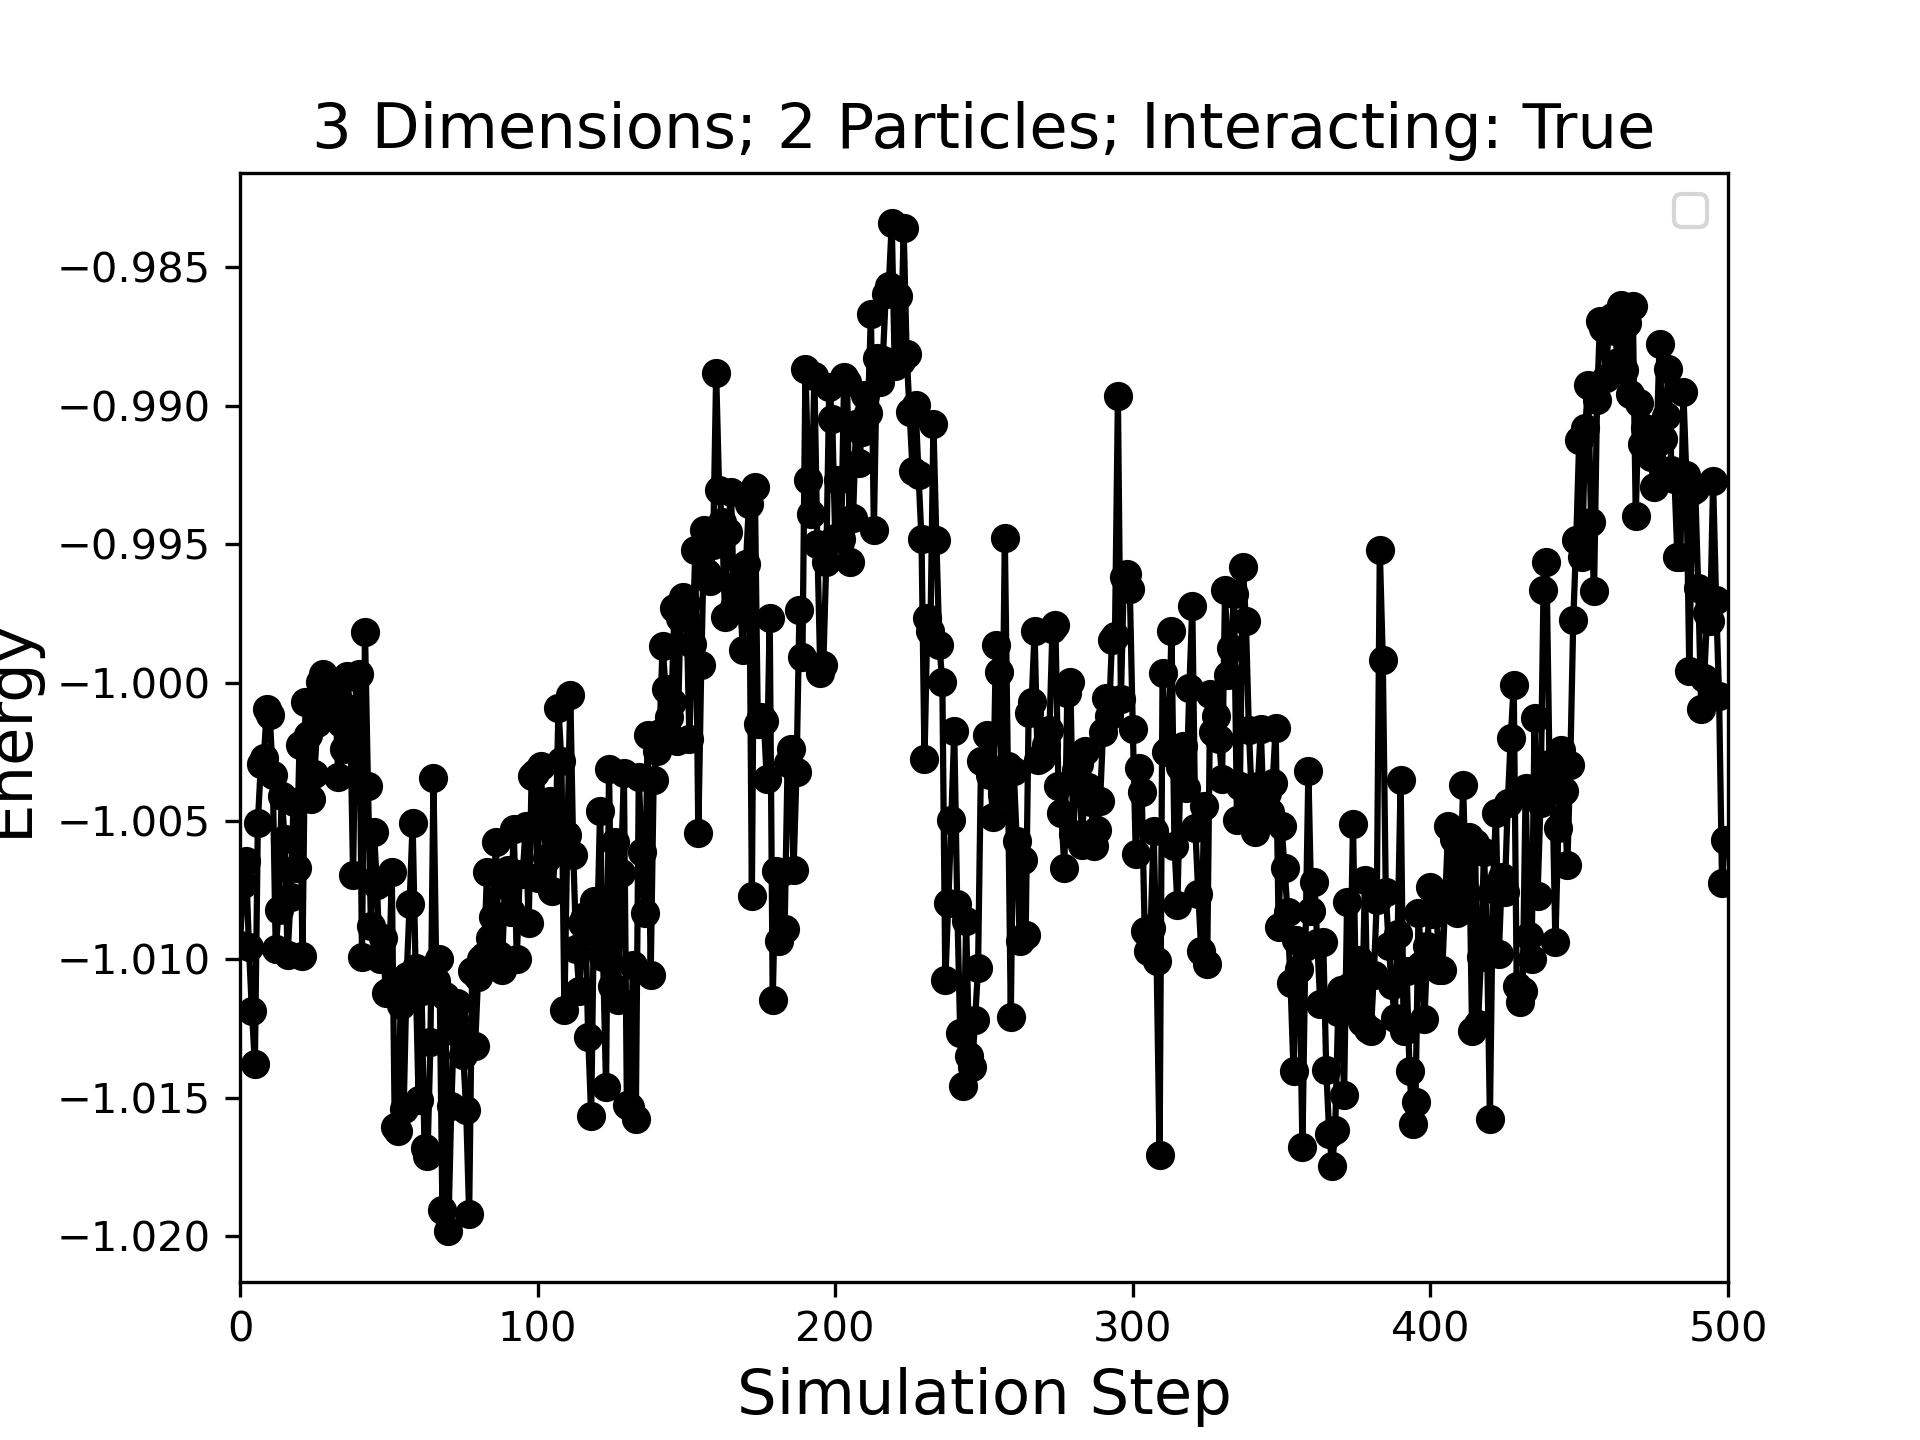 3 Dimensions; 2 Particles; Interacting: True
−0.985
−0.990
−0.995
−1.000
−1.005
−1.010
−1.015
−1.020
Energy
0 100 200 300 400 500
Simulation Step